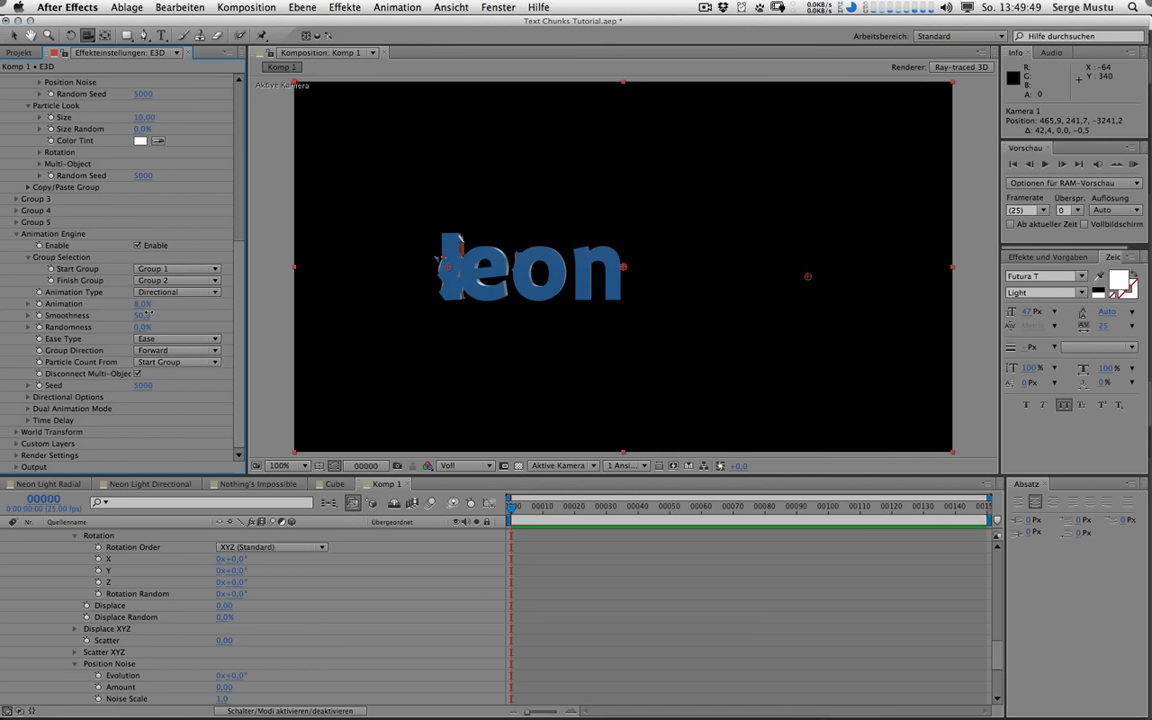 After Effects Ablage Bearbeiten Komposition Ebene Effekte Animation Ansicht Fenster Hilfe 0.0KB/s 0.0KB/s So. 13:49:49 Serge Mustu
Text Chunks Tutorial.aep *
Arbeitsbereich: Standard Hilfe durchsuchen
Projekt Effekteinstellungen: E3D
Komposition: Komp 1
Info Audio
Komp 1 • E3D
Komp 1
Renderer: Ray-traced 3D
Aktive Kamera
R:
G:
B:
A: 0
X : -64
Y : 340
Kamera 1
Position: 465,9, 241,7, -3241,2
Δ: 42,4, 0,0, -0,5
Position Noise
Random Seed 5000
Particle Look
Size 10,00
Size Random 0,0%
Color Tint
Rotation
Multi-Object
Random Seed 5000
Copy/Paste Group
Group 3
Group 4
Group 5
Animation Engine
Enable Enable
Group Selection
Start Group Group 1
Finish Group Group 2
Animation Type Directional
Animation 8,0%
Smoothness 50,0
Randomness 0,0%
Ease Type Ease
Group Direction Forward
Particle Count From Start Group
Disconnect Multi-Objec
Seed 5000
Directional Options
Dual Animation Mode
Time Delay
World Transform
Custom Layers
Render Settings
Output
leon
Vorschau
Optionen für RAM-Vorschau
Framerate Überspr. Auflösung
(25) 0 Auto
Ab aktueller Zeit Vollbildschirm
Effekte und Vorgaben Zeic
Futura T
Light
47 Px Auto
25
- Px
100 % 100 %
0 Px 0 %
100% 00000 Voll Aktive Kamera 1 Ansi... +0,0
Neon Light Radial Neon Light Directional Nothing's Impossible Cube Komp 1
Absatz
00000
0:00:00:00 (25.00 fps)
00010 00020 00030 00040 00050 00060 00070 00080 00090 00100 00110 00120 00130 00140 0015
Nr. Quellenname Übergeordnet
Rotation
Rotation Order XYZ (Standard)
X 0x+0,0°
Y 0x+0,0°
Z 0x+0,0°
Rotation Random 0x+0,0°
Displace 0,00
Displace Random 0,0%
Displace XYZ
Scatter 0,00
Scatter XYZ
Position Noise
Evolution 0x+0,0°
Amount 0,00
Noise Scale 1,0
0 Px 0 Px 0 Px
0 Px 0 Px
Schalter/Modi aktivieren/deaktivieren